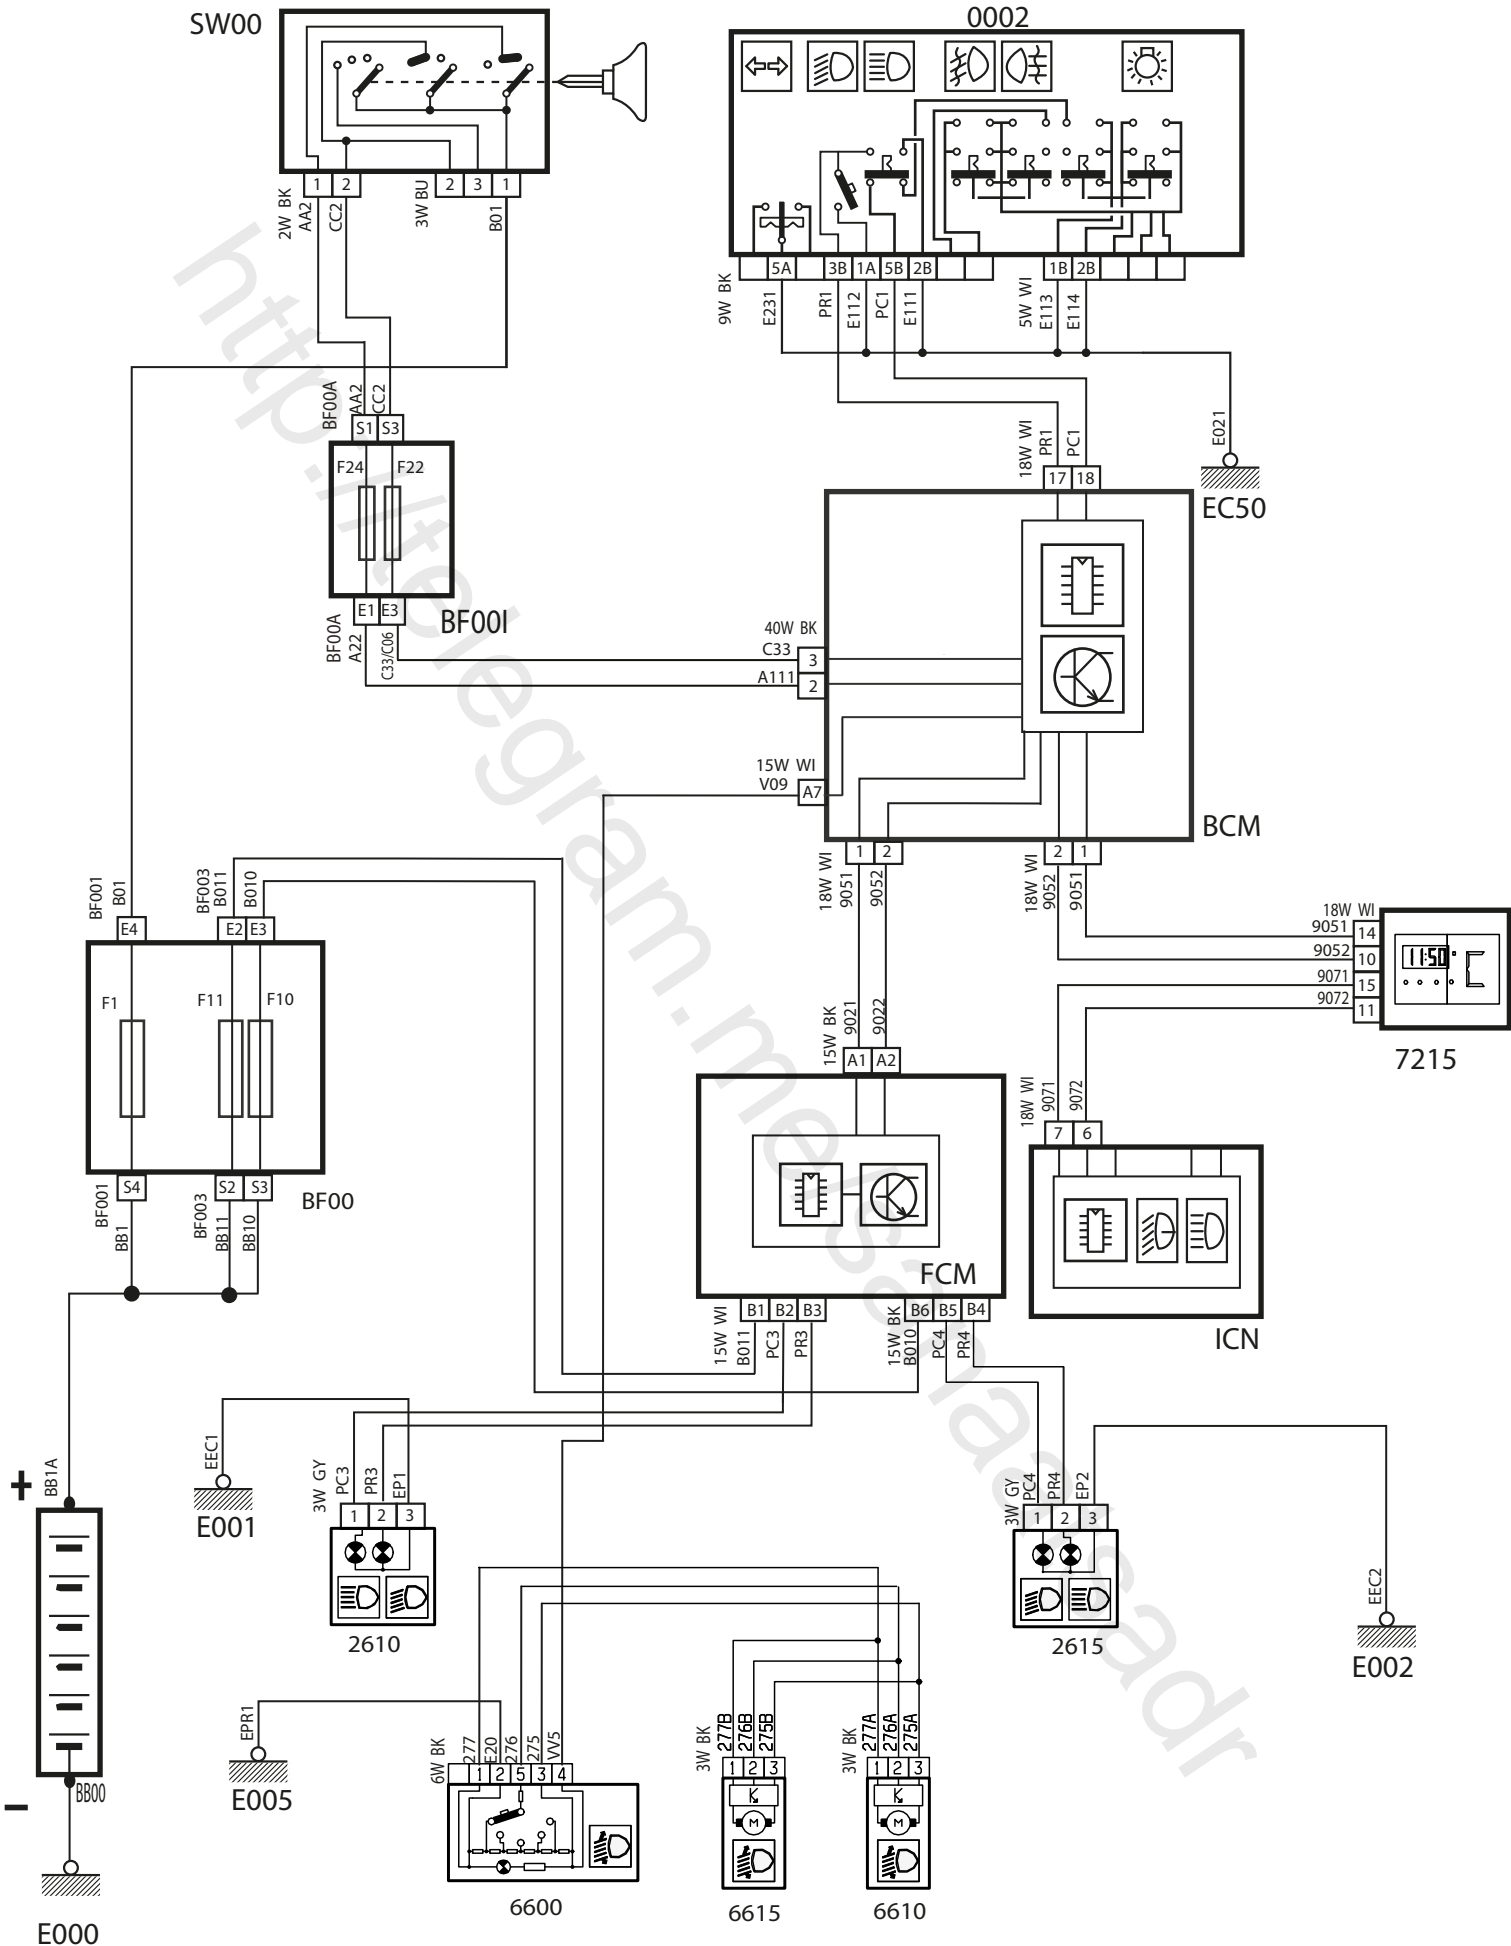 SW00
0002
1 2
2 3 1
2W BK
AA2
CC2
3W BU
B01
5A 3B 1A 5B 2B
1B 2B
9W BK
E231
PR1
E112
PC1
E111
5W WI
E113
E114
BF00A
AA2
CC2
S1 S3
F24 F22
E1 E3
BF00I
BF00A
A22
C33/C06
E021
EC50
18W WI
PR1
PC1
17 18
40W BK
C33
3
A111
2
15W WI
V09
A7
BCM
1 2
2 1
18W WI
9051
9052
18W WI
9052
9051
BF001
B01
BF003
B011
B010
E4 E2 E3
F1 F11 F10
S4 S2 S3
BF00
BF001
BB1
BF003
BB11
BB10
18W WI
9051 14
9052 10
9071 15
9072 11
11:50
7215
15W BK
9021
9022
A1 A2
FCM
B1 B2 B3
B6 B5 B4
15W WI
B011
PC3
PR3
15W BK
B010
PC4
PR4
18W WI
9071
9072
7 6
ICN
+
BB1A
EEC1
E001
3W GY
PC3
PR3
EP1
1 2 3
2610
3W GY
PC4
PR4
EP2
1 2 3
2615
EEC2
E002
–
BB00
E000
EPR1
E005
6W BK
277
E20
276
275
VV5
1 2 5 3 4
6600
3W BK
277B
276B
275B
1 2 3
K
M
6615
3W BK
277A
276A
275A
1 2 3
K
M
6610
http://telegram.me/sanaatisadr